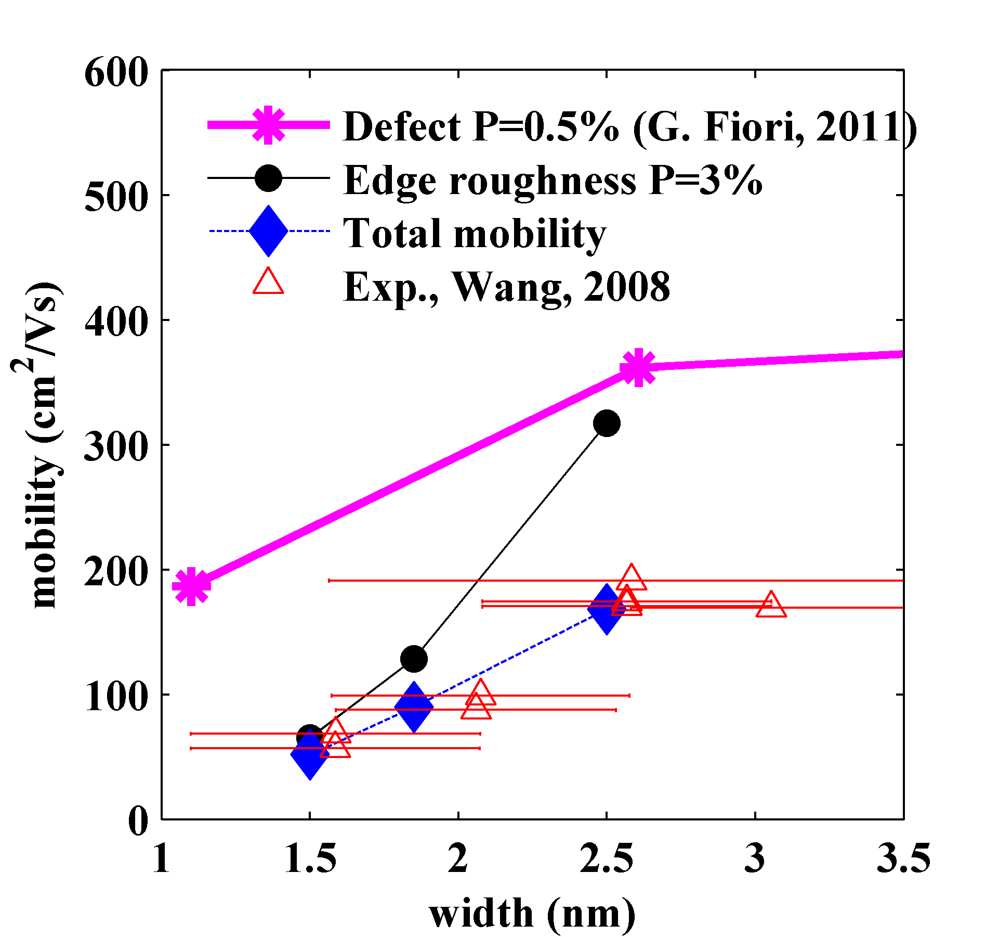 600
500
400
300
200
100
0
mobility (cm²/Vs)
Defect P=0.5% (G. Fiori, 2011)
Edge roughness P=3%
Total mobility
Exp., Wang, 2008
1 1.5 2 2.5 3 3.5
width (nm)